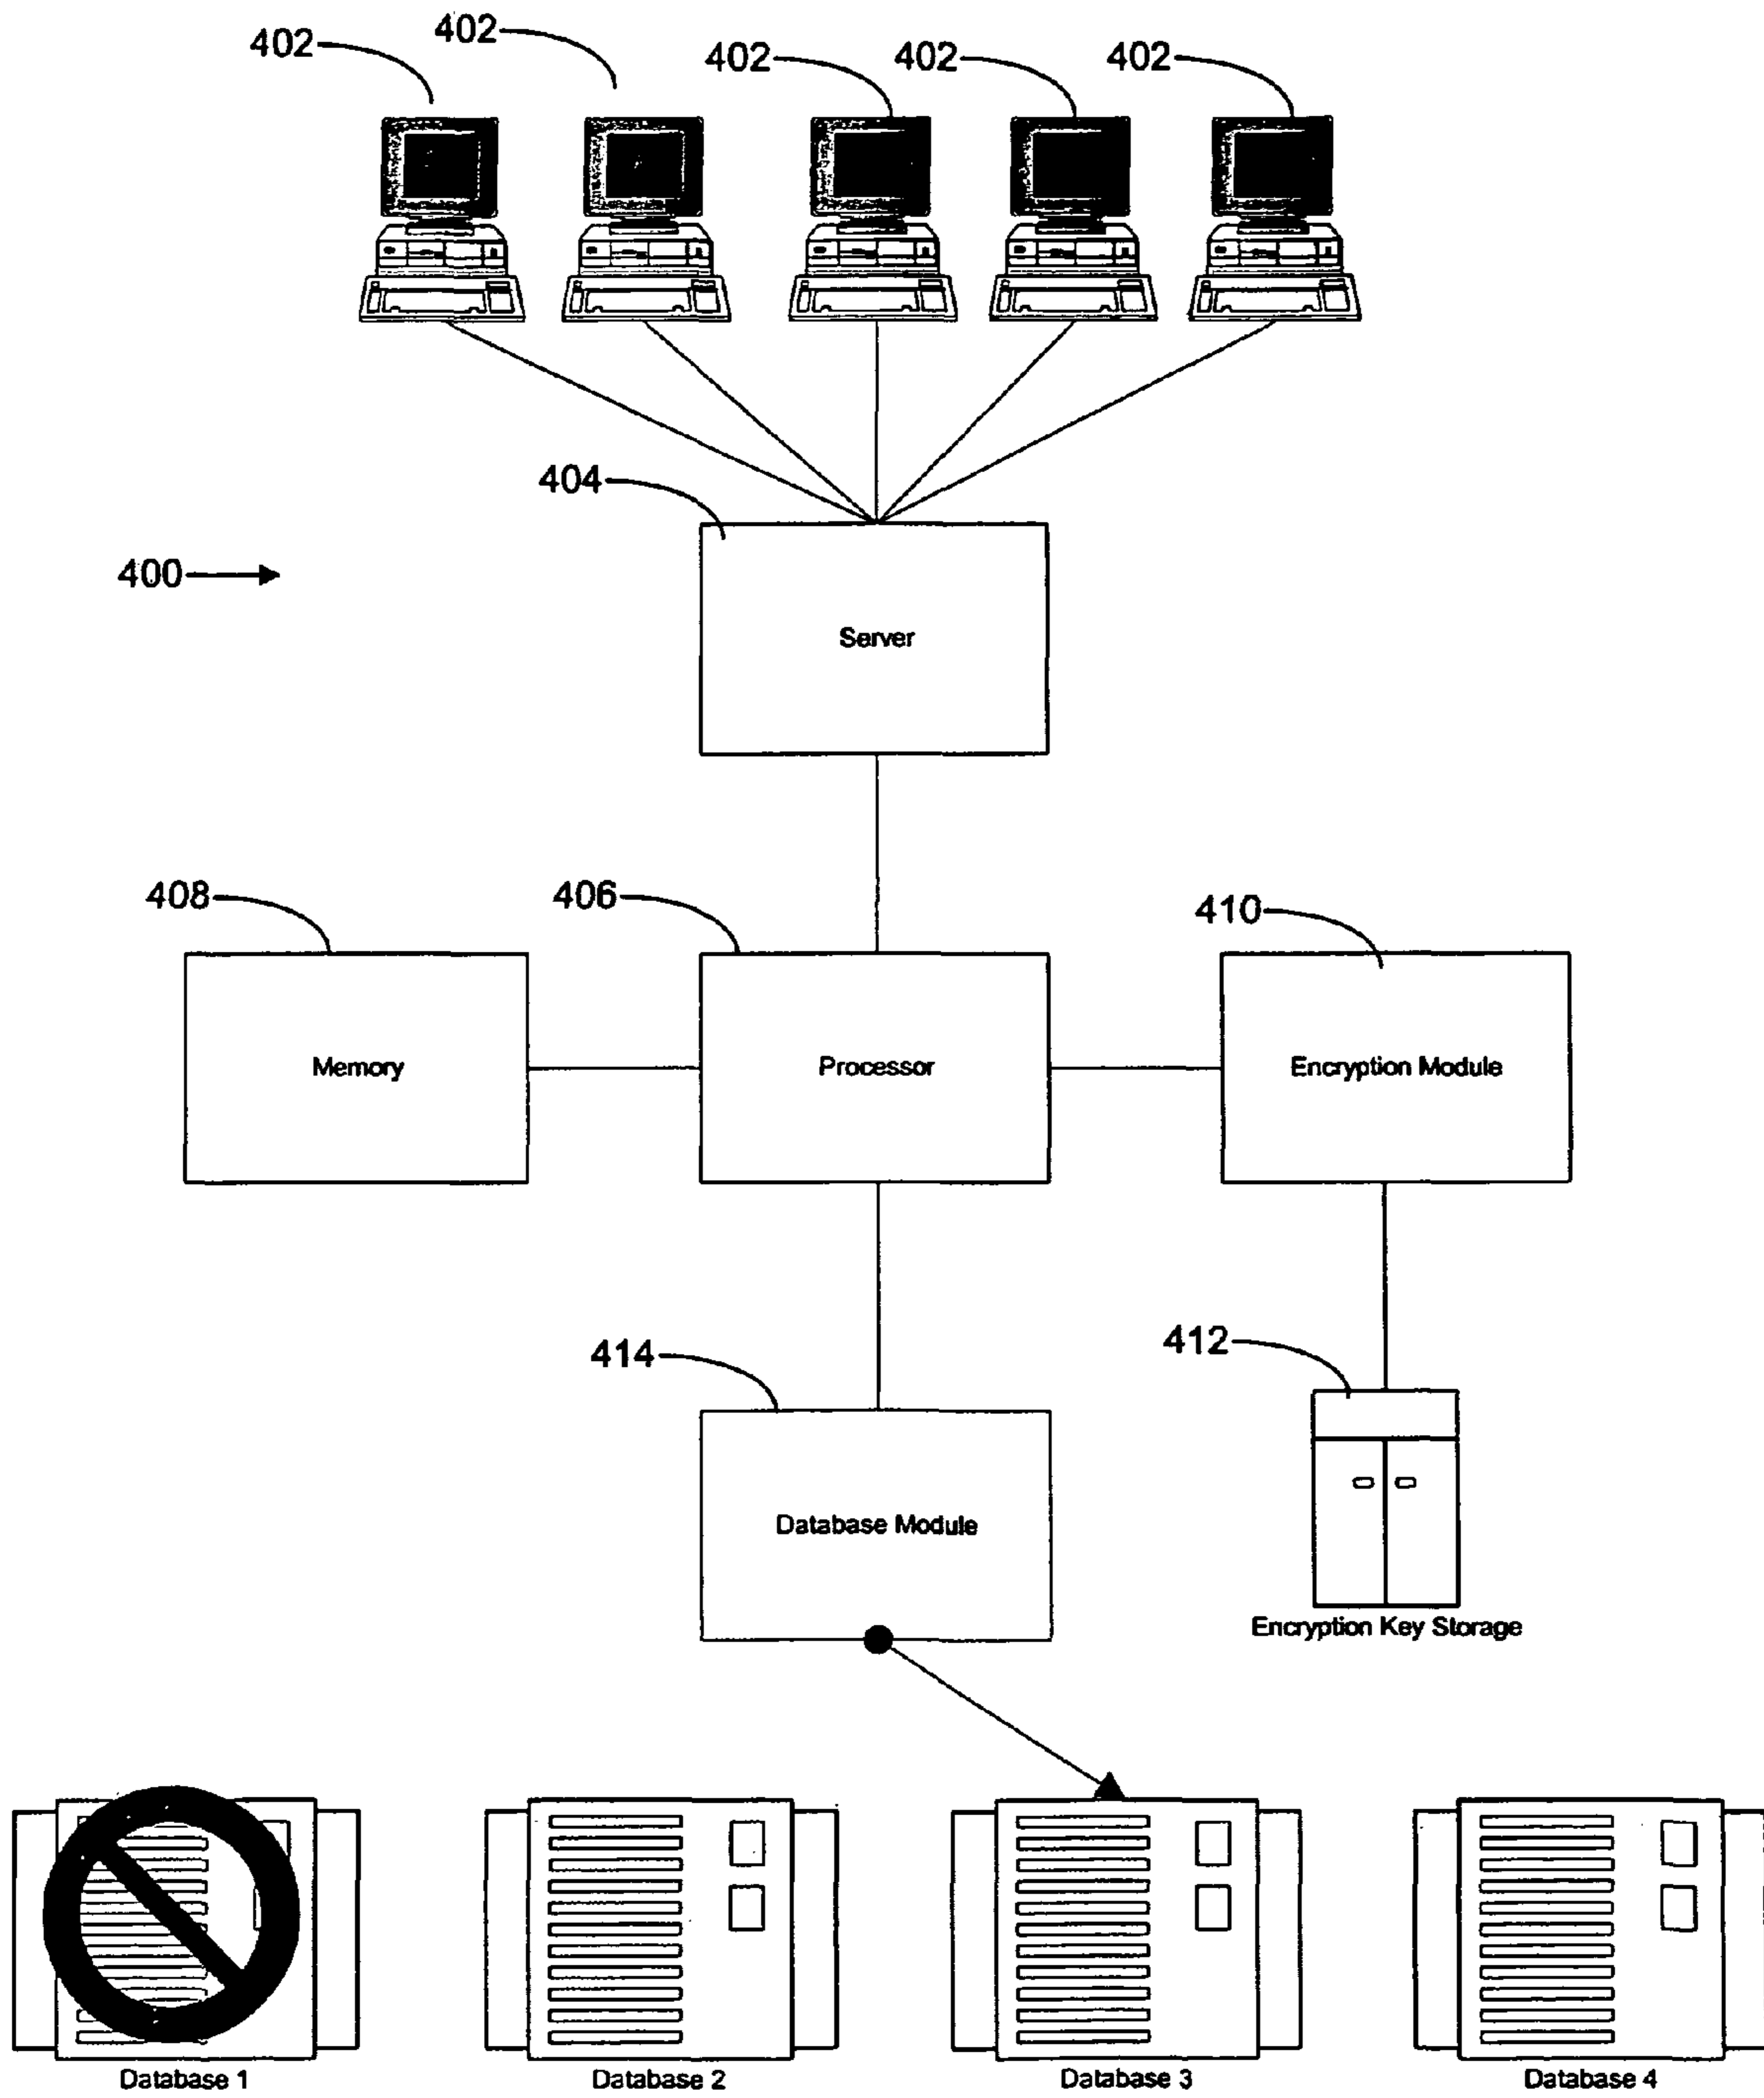 402 402 402 402 402
404
400
Server
408 406 410
Memory Processor Encryption Module
414 412
Database Module
Encryption Key Storage
Database 1 Database 2 Database 3 Database 4